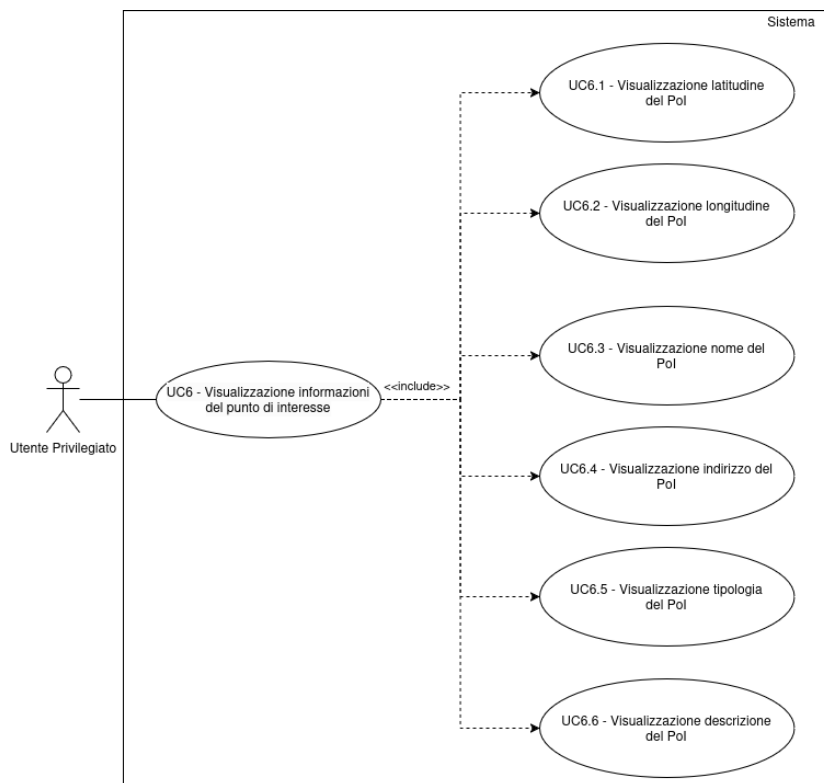 Sistema
UC6.1 - Visualizzazione latitudine
del PoI
UC6.2 - Visualizzazione longitudine
del PoI
UC6.3 - Visualizzazione nome del
PoI
UC6 - Visualizzazione informazioni
del punto di interesse
<<include>>
Utente Privilegiato
UC6.4 - Visualizzazione indirizzo del
PoI
UC6.5 - Visualizzazione tipologia
del PoI
UC6.6 - Visualizzazione descrizione
del PoI